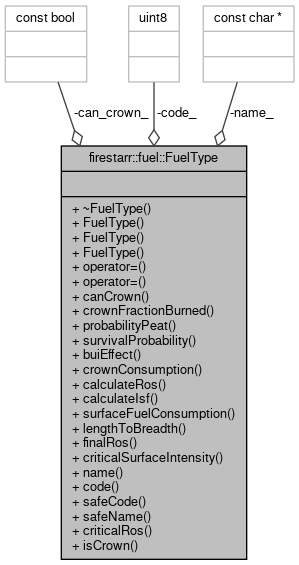 const bool
uint8
const char *
-can_crown_
-code_
-name_
firestarr::fuel::FuelType
+ ~FuelType()
+ FuelType()
+ FuelType()
+ FuelType()
+ operator=()
+ operator=()
+ canCrown()
+ crownFractionBurned()
+ probabilityPeat()
+ survivalProbability()
+ buiEffect()
+ crownConsumption()
+ calculateRos()
+ calculateIsf()
+ surfaceFuelConsumption()
+ lengthToBreadth()
+ finalRos()
+ criticalSurfaceIntensity()
+ name()
+ code()
+ safeCode()
+ safeName()
+ criticalRos()
+ isCrown()